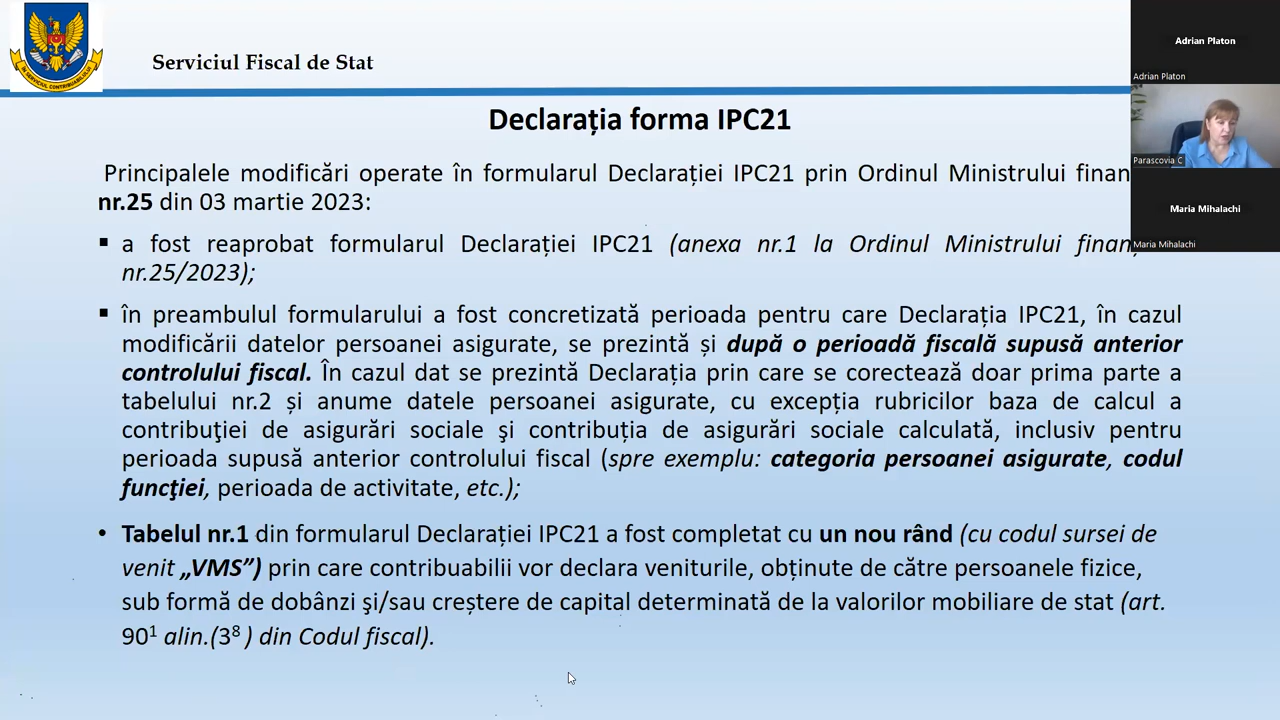 ÎN SERVICIUL CONTRIBUABILULUI
Serviciul Fiscal de Stat
Adrian Platon
Adrian Platon
Parascovia C
Maria Mihalachi
Maria Mihalachi
Declarația forma IPC21
Principalele modificări operate în formularul Declarației IPC21 prin Ordinul Ministrului finan
nr.25 din 03 martie 2023:
▪ a fost reaprobat formularul Declarației IPC21 (anexa nr.1 la Ordinul Ministrului finanț
nr.25/2023);
▪ în preambulul formularului a fost concretizată perioada pentru care Declarația IPC21, în cazul
modificării datelor persoanei asigurate, se prezintă și după o perioadă fiscală supusă anterior
controlului fiscal. În cazul dat se prezintă Declarația prin care se corectează doar prima parte a
tabelului nr.2 și anume datele persoanei asigurate, cu excepția rubricilor baza de calcul a
contribuţiei de asigurări sociale şi contribuția de asigurări sociale calculată, inclusiv pentru
perioada supusă anterior controlului fiscal (spre exemplu: categoria persoanei asigurate, codul
funcţiei, perioada de activitate, etc.);
• Tabelul nr.1 din formularul Declarației IPC21 a fost completat cu un nou rând (cu codul sursei de
venit „VMS”) prin care contribuabilii vor declara veniturile, obținute de către persoanele fizice,
sub formă de dobânzi şi/sau creștere de capital determinată de la valorilor mobiliare de stat (art.
90¹ alin.(3⁸ ) din Codul fiscal).